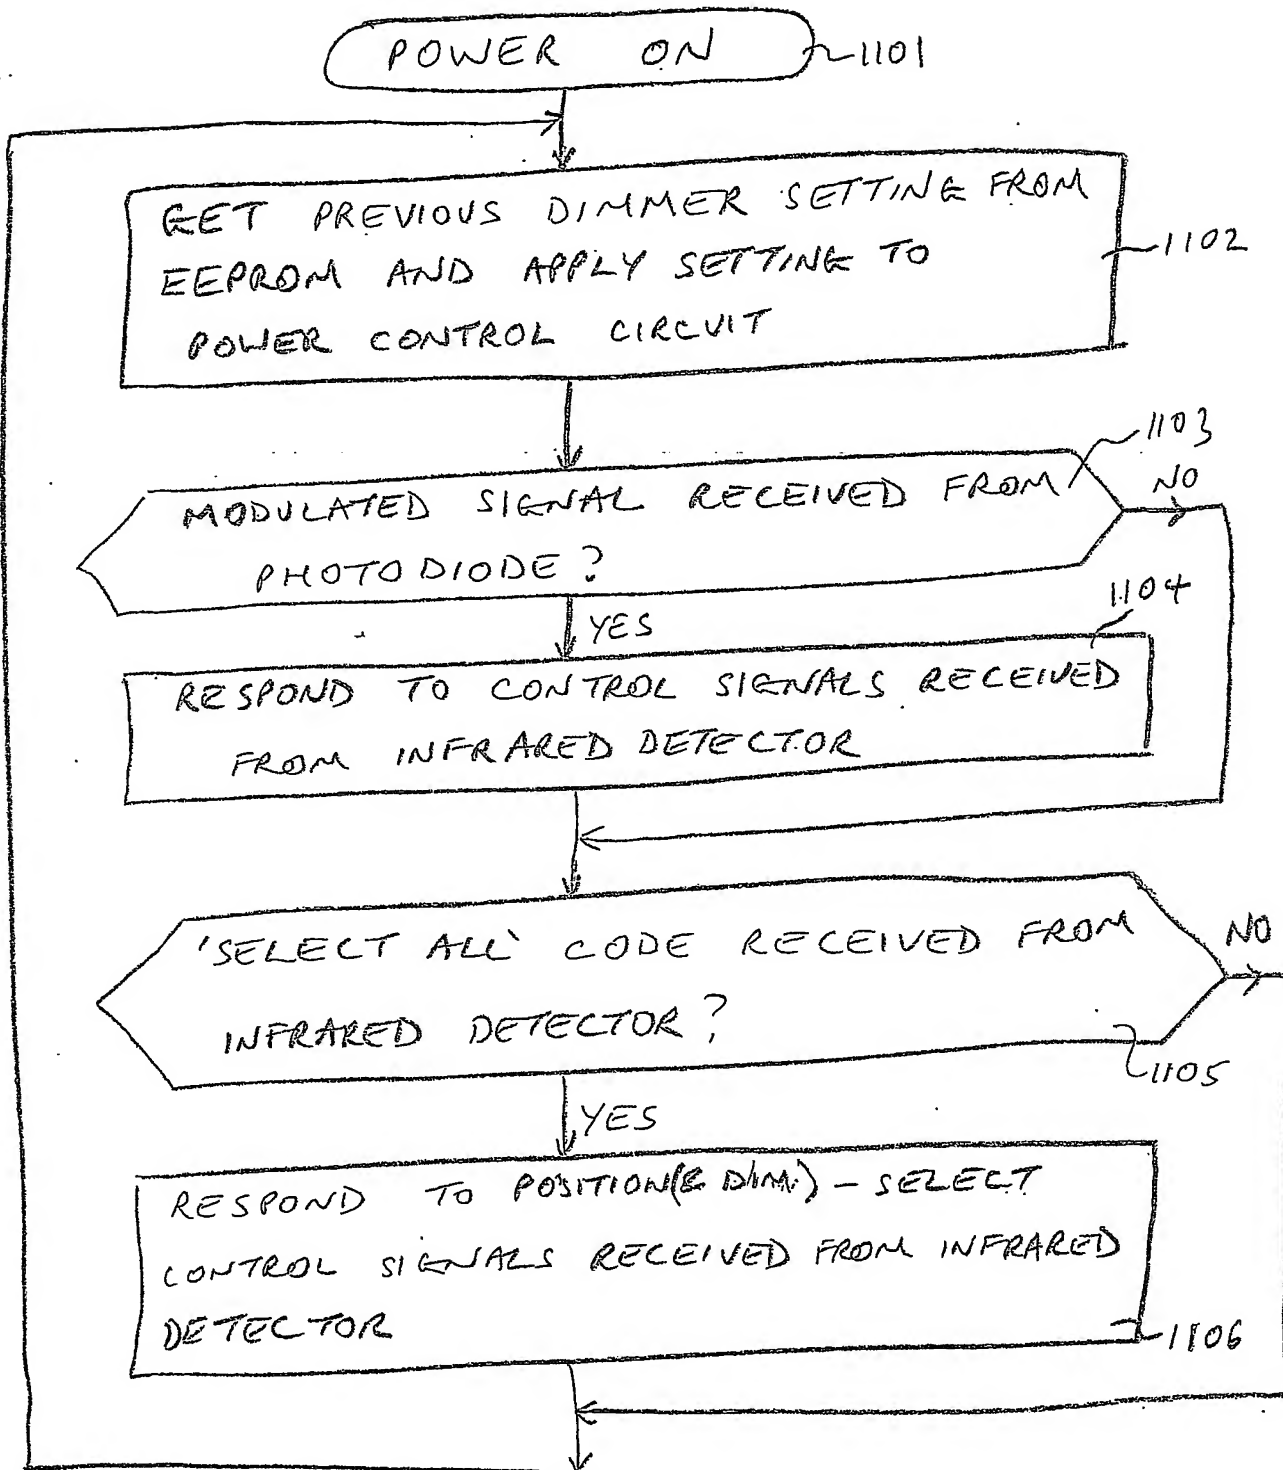 POWER ON
1101
GET PREVIOUS DIMMER SETTING FROM
EEPROM AND APPLY SETTING TO
POWER CONTROL CIRCUIT
1102
1103
MODULATED SIGNAL RECEIVED FROM
PHOTODIODE?
NO
YES
1104
RESPOND TO CONTROL SIGNALS RECEIVED
FROM INFRARED DETECTOR
'SELECT ALL' CODE RECEIVED FROM
INFRARED DETECTOR?
NO
1105
YES
RESPOND TO POSITION(& DIM) - SELECT
CONTROL SIGNALS RECEIVED FROM INFRARED
DETECTOR
1106